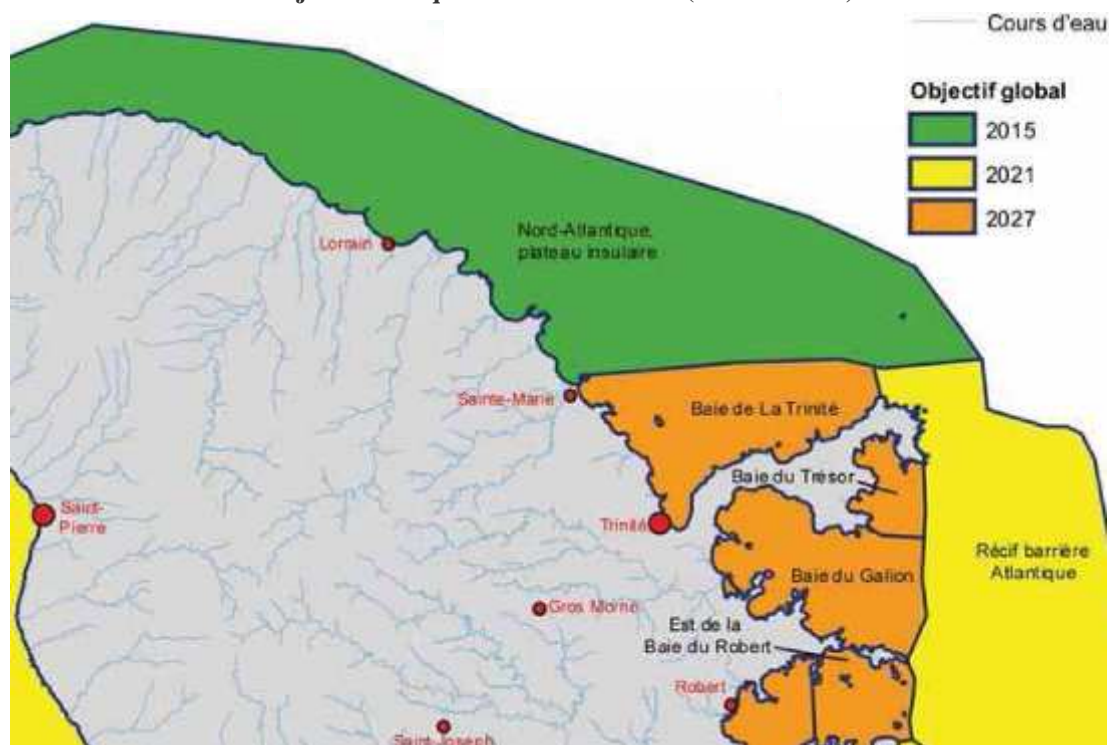 Cours d'eau
Objectif global
2015
2021
2027
Nord-Atlantique,
plateau insulaire
Lorrain
Sainte-Marie
Baie de La Trinité
Baie du Trésor
Saint-
Pierre
Trinité
Récif barrière
Atlantique
Baie du Galion
Gros Morne
Est de la
Baie du Robert
Robert
Saint-Joseph